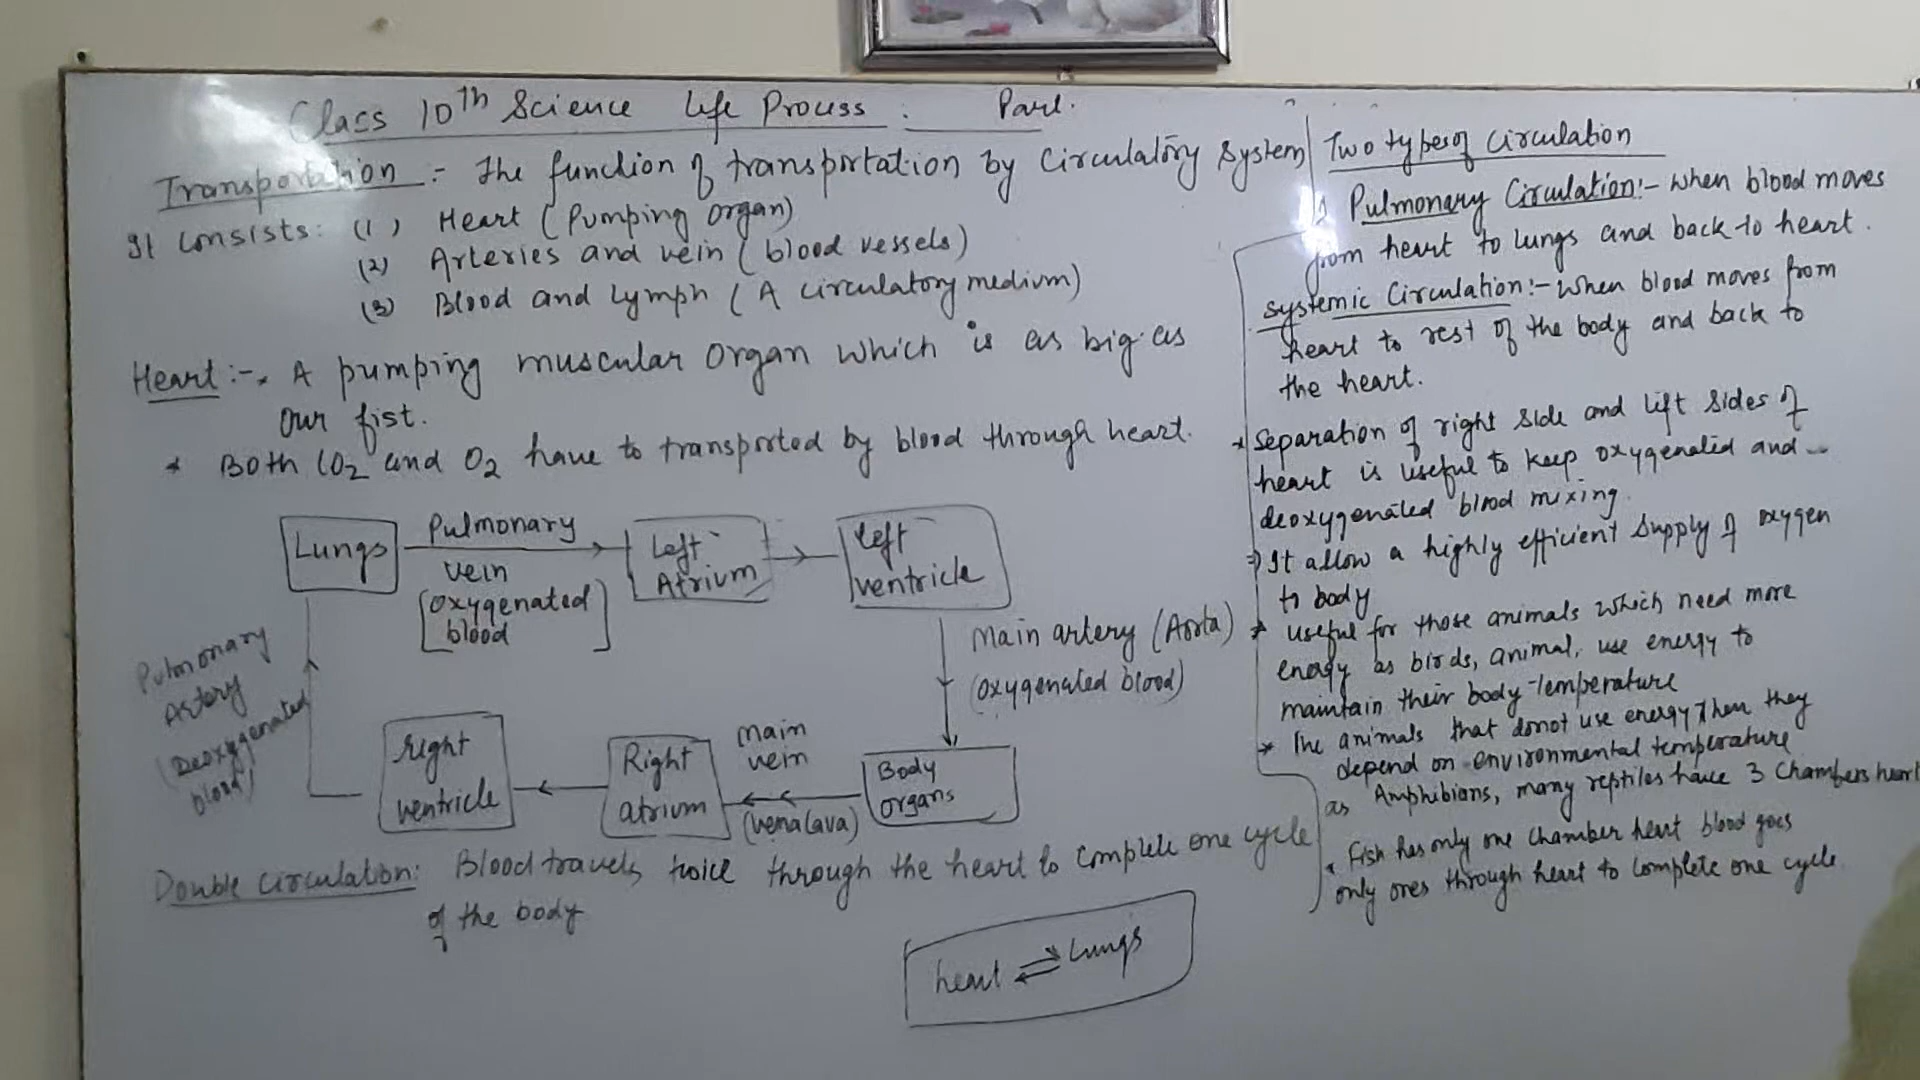 Class 10th Science Life Process : Part.
Transportation :- The function of transportation by Circulatory System
It consists: (1) Heart (Pumping organ)
(2) Arteries and vein (blood vessels)
(3) Blood and Lymph (A circulatory medium)
Heart :-. A pumping muscular organ which is as big as
our fist.
* Both CO2 and O2 have to transported by blood through heart.
Lungs
Pulmonary
vein
[oxygenated
blood]
Left
Atrium
left
ventricle
Main artery (Aorta)
(oxygenated blood)
Body
organs
main
vein
(vena Cava)
Right
atrium
right
ventricle
Pulmonary
Artery
(Deoxygenated
blood)
Double circulation: Blood travels twice through the heart to complete one cycle
of the body
heart ⇌ Lungs
Two types of circulation
Pulmonary Circulation:- when blood moves
from heart to lungs and back to heart.
Systemic Circulation:- when blood moves from
heart to rest of the body and back to
the heart.
* Separation of right side and left sides of
heart is useful to keep oxygenated and
deoxygenated blood mixing.
It allow a highly efficient supply of oxygen
to body
* useful for those animals which need more
energy as birds, animal, use energy to
maintain their body temperature
* The animals that donot use energy then they
depend on environmental temperature
as Amphibians, many reptiles have 3 chambers heart
* Fish has only one chamber heart blood goes
only ones through heart to complete one cycle.